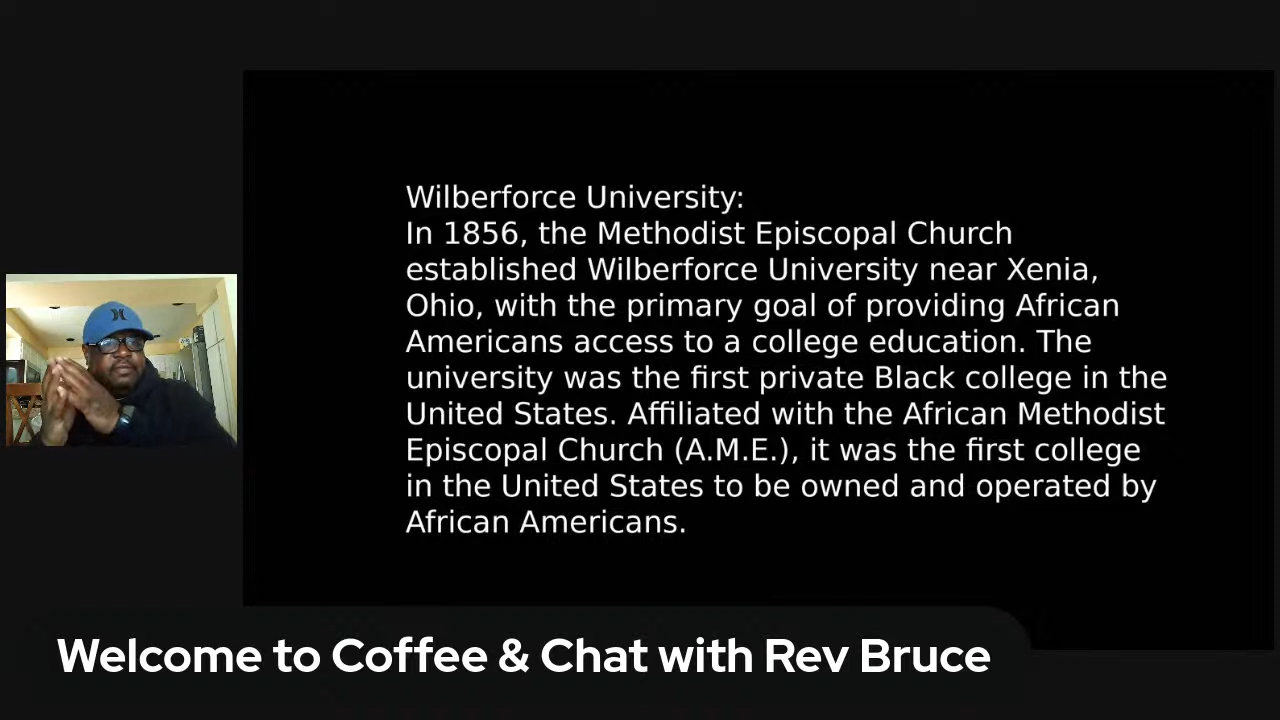 Wilberforce University:
In 1856, the Methodist Episcopal Church
established Wilberforce University near Xenia,
Ohio, with the primary goal of providing African
Americans access to a college education. The
university was the first private Black college in the
United States. Affiliated with the African Methodist
Episcopal Church (A.M.E.), it was the first college
in the United States to be owned and operated by
African Americans.
Welcome to Coffee & Chat with Rev Bruce